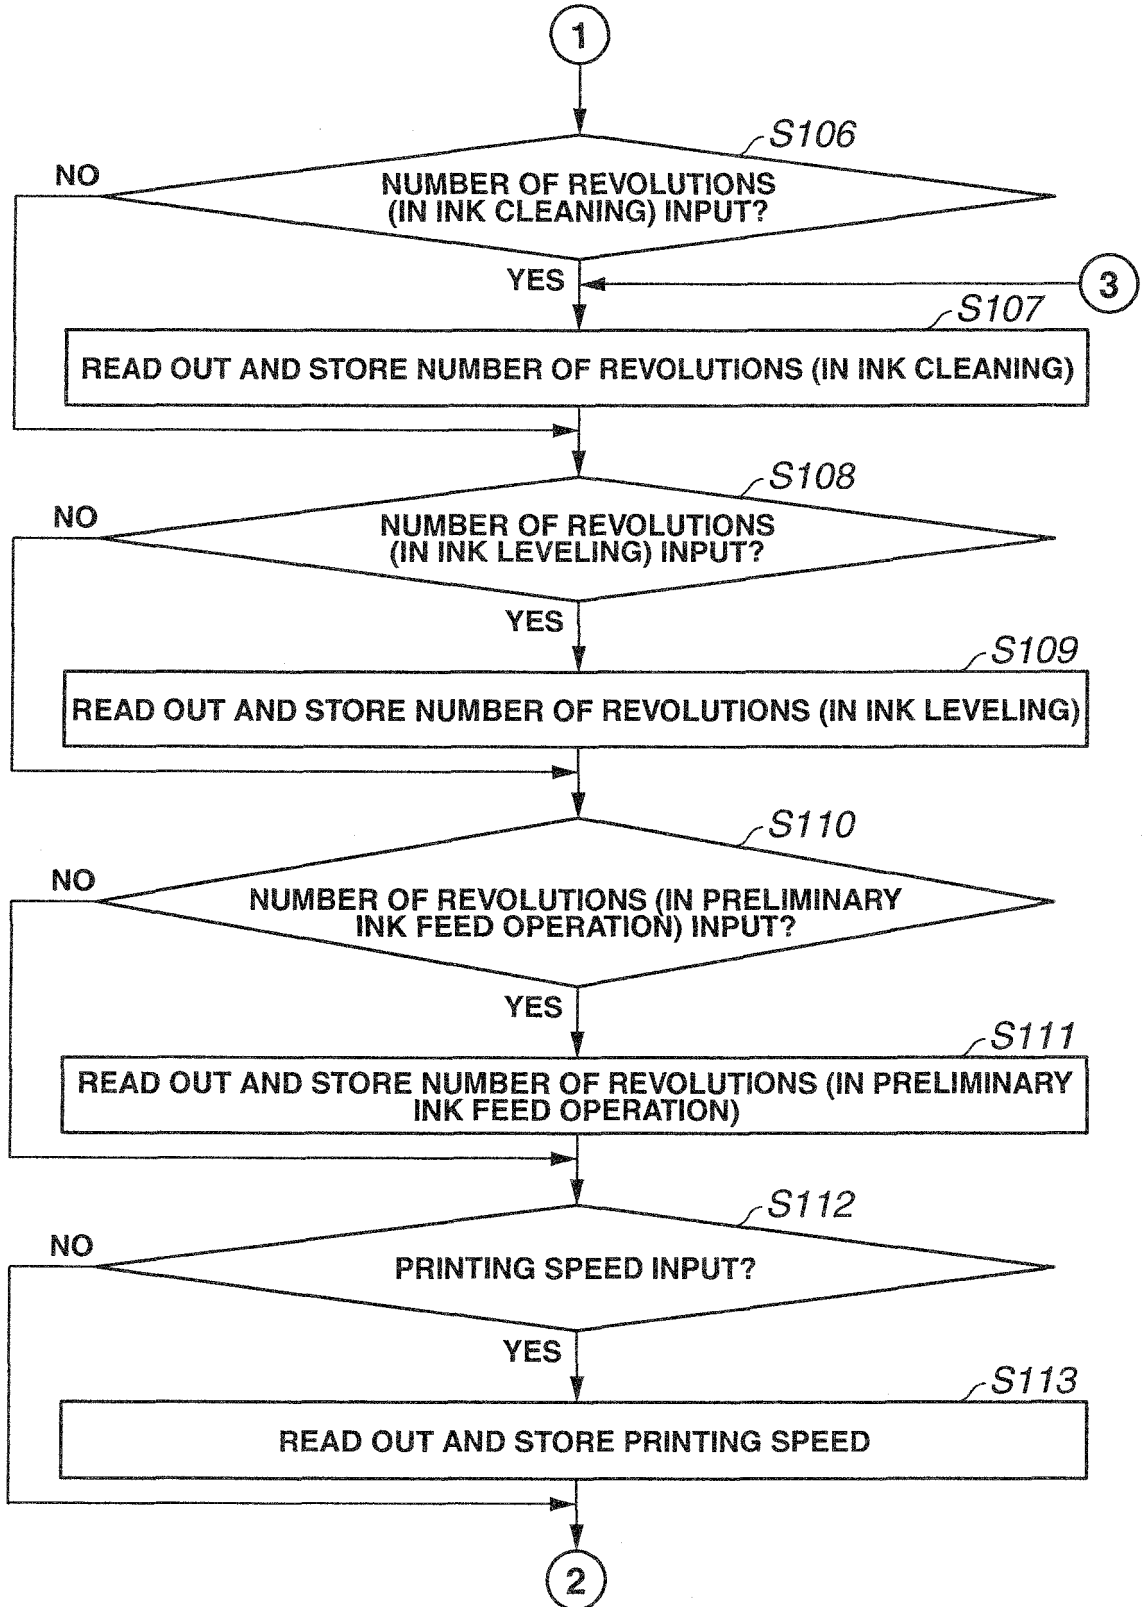 1
S106
NO
NUMBER OF REVOLUTIONS
(IN INK CLEANING) INPUT?
YES
3
S107
READ OUT AND STORE NUMBER OF REVOLUTIONS (IN INK CLEANING)
S108
NO
NUMBER OF REVOLUTIONS
(IN INK LEVELING) INPUT?
YES
S109
READ OUT AND STORE NUMBER OF REVOLUTIONS (IN INK LEVELING)
S110
NO
NUMBER OF REVOLUTIONS (IN PRELIMINARY
INK FEED OPERATION) INPUT?
YES
S111
READ OUT AND STORE NUMBER OF REVOLUTIONS (IN PRELIMINARY
INK FEED OPERATION)
S112
NO
PRINTING SPEED INPUT?
YES
S113
READ OUT AND STORE PRINTING SPEED
2